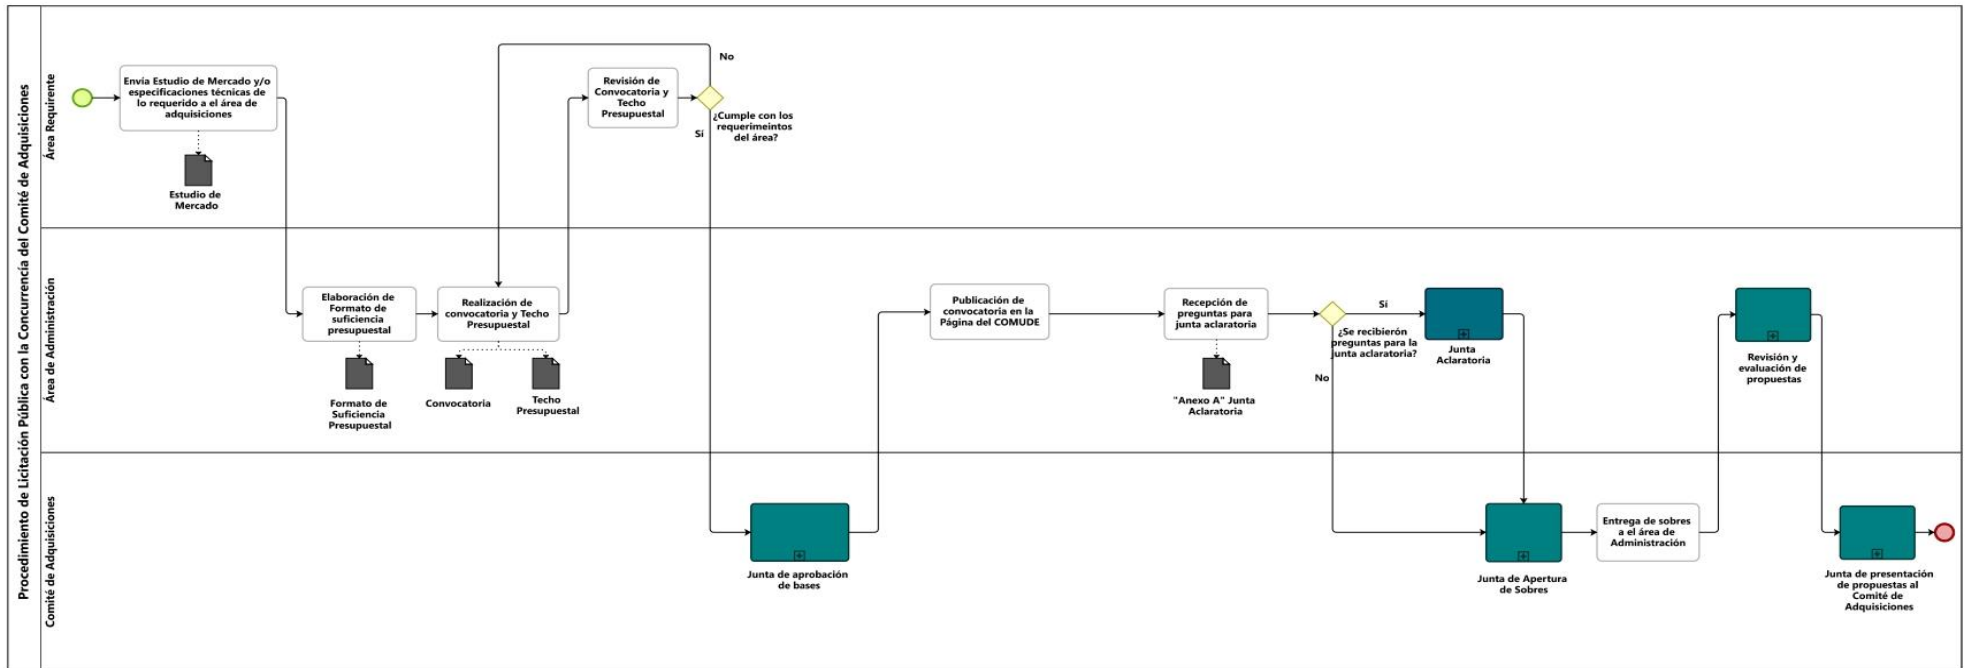 Procedimiento de Licitación Pública con la Concurrencia del Comité de Adquisiciones
Área Requirente
Envía Estudio de Mercado y/o
especificaciones técnicas de
lo requerido a el área de
adquisiciones
Estudio de
Mercado
Revisión de
Convocatoria y
Techo
Presupuestal
No
¿Cumple con los
requerimeintos
del área?
Sí
Área de Administración
Elaboración de
Formato de
suficiencia
presupuestal
Formato de
Suficiencia
Presupuestal
Realización de
convocatoria y Techo
Presupuestal
Convocatoria
Techo
Presupuestal
Publicación de
convocatoria en la
Página del COMUDE
Recepción de
preguntas para
junta aclaratoria
"Anexo A" Junta
Aclaratoria
¿Se recibierón
preguntas para la
junta aclaratoria?
Sí
No
Junta
Aclaratoria
Revisión y
evaluación de
propuestas
Comité de Adquisiciones
Junta de aprobación
de bases
Junta de Apertura
de Sobres
Entrega de sobres
a el área de
Administración
Junta de presentación
de propuestas al
Comité de
Adquisiciones